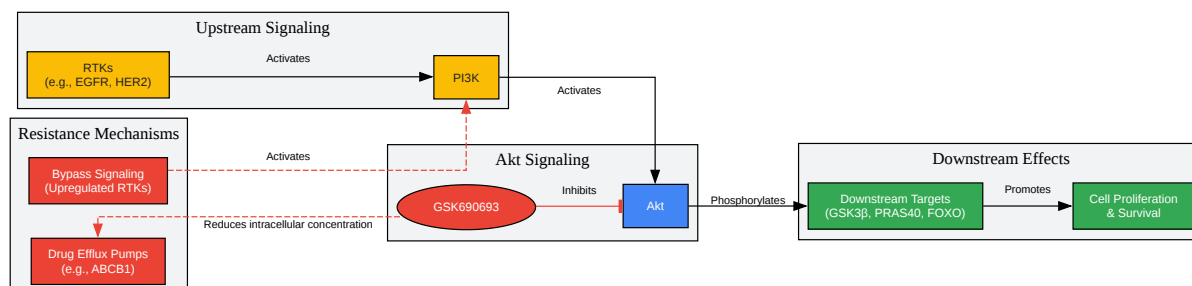 Upstream Signaling
RTKs
(e.g., EGFR, HER2)
Activates
PI3K
Activates
Resistance Mechanisms
Bypass Signaling
(Upregulated RTKs)
Activates
Drug Efflux Pumps
(e.g., ABCB1)
Reduces intracellular concentration
Akt Signaling
GSK690693
Inhibits
Akt
Phosphorylates
Downstream Effects
Downstream Targets
(GSK3β, PRAS40, FOXO)
Promotes
Cell Proliferation
& Survival